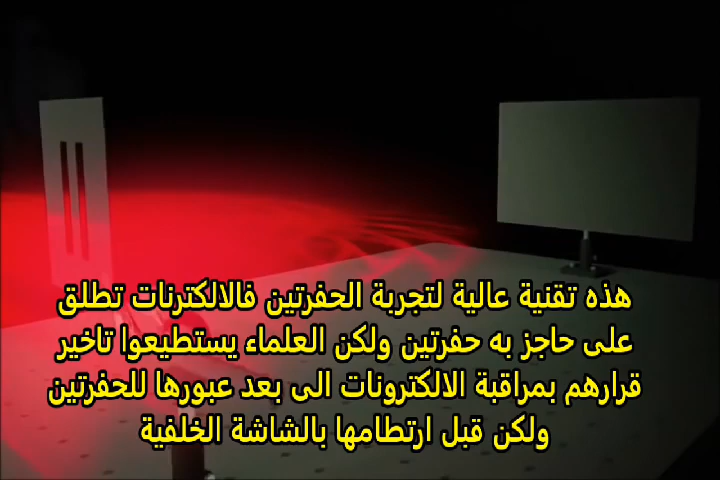 هذه تقنية عالية لتجربة الحفرتين فالالكترنات تطلق
على حاجز به حفرتين ولكن العلماء يستطيعوا تاخير
قرارهم بمراقبة الالكترونات الى بعد عبورها للحفرتين
ولكن قبل ارتطامها بالشاشة الخلفية